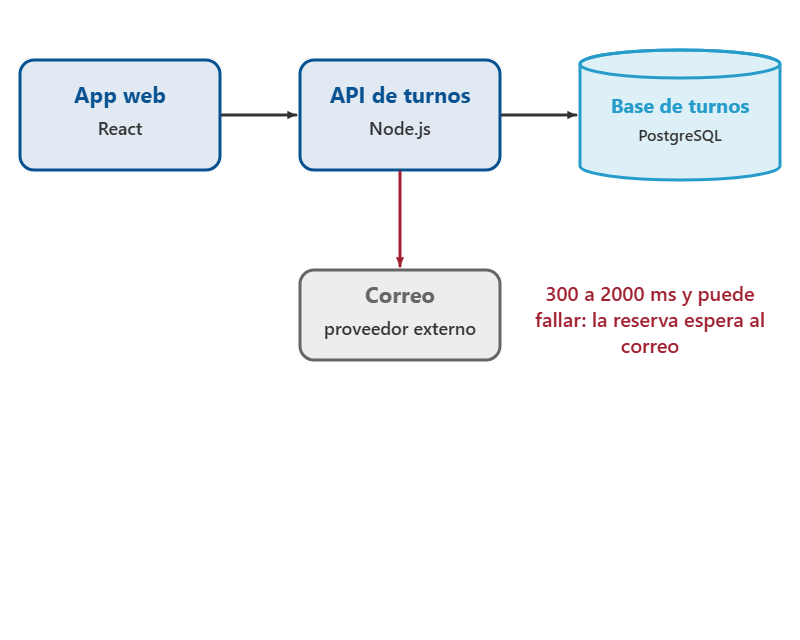 App web
React
API de turnos
Node.js
Base de turnos
PostgreSQL
Correo
proveedor externo
300 a 2000 ms y puede
fallar: la reserva espera al
correo